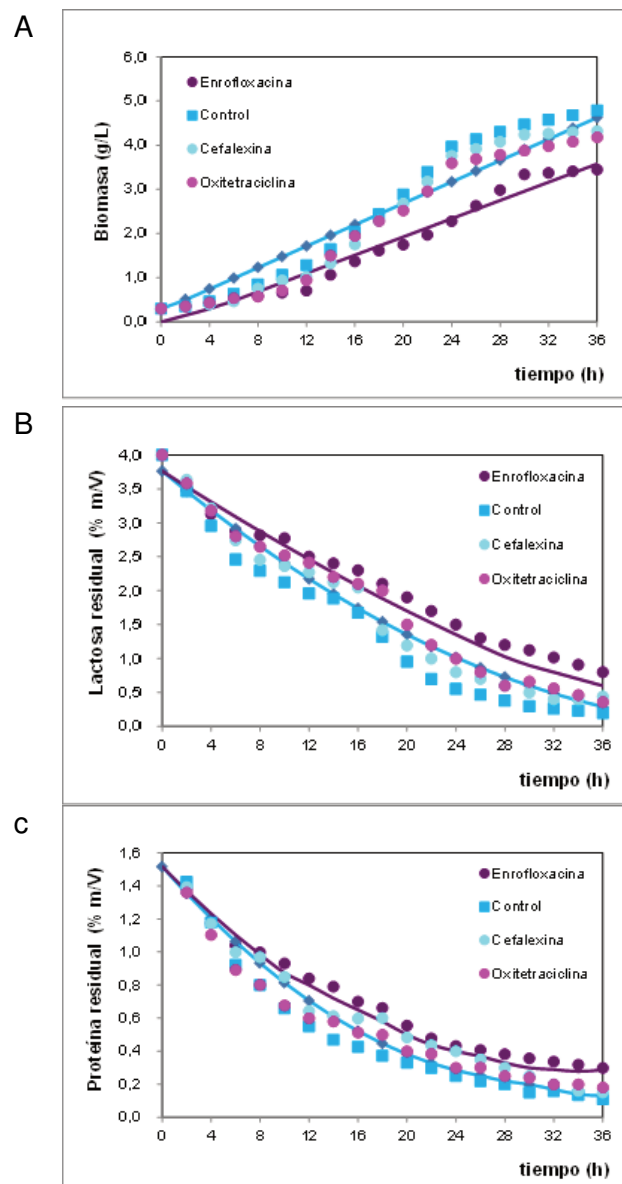 A
Biomasa (g/L)
6,0
5,0
4,0
3,0
2,0
1,0
0,0
Enrofloxacina
Control
Cefalexina
Oxitetraciclina
0 4 8 12 16 20 24 28 32 36
tiempo (h)
B
Lactosa residual (% m/V)
4,0
3,5
3,0
2,5
2,0
1,5
1,0
0,5
0,0
Enrofloxacina
Control
Cefalexina
Oxitetraciclina
0 4 8 12 16 20 24 28 32 36
tiempo (h)
c
Proteína residual (% m/V)
1,6
1,4
1,2
1,0
0,8
0,6
0,4
0,2
0,0
Enrofloxacina
Control
Cefalexina
Oxitetraciclina
0 4 8 12 16 20 24 28 32 36
tiempo (h)